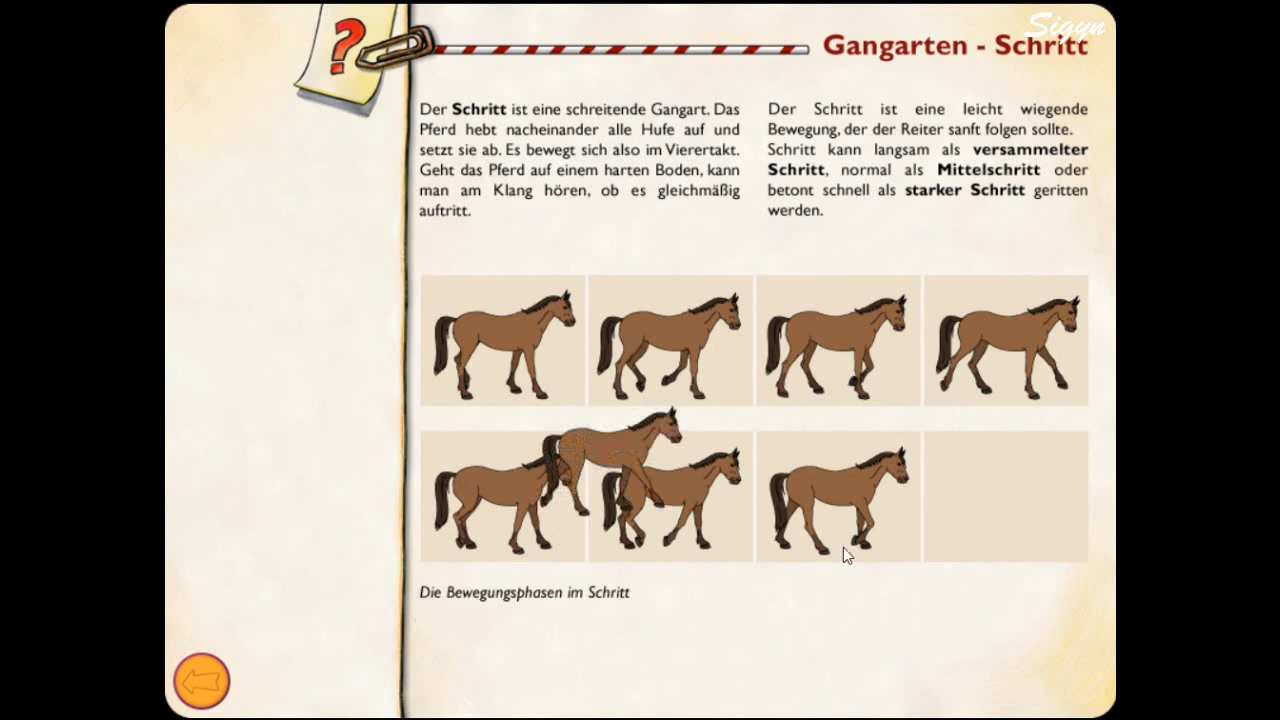 Sigyn
?
Gangarten - Schritt
Der Schritt ist eine schreitende Gangart. Das
Pferd hebt nacheinander alle Hufe auf und
setzt sie ab. Es bewegt sich also im Vierertakt.
Geht das Pferd auf einem harten Boden, kann
man am Klang hören, ob es gleichmäßig
auftritt.
Der Schritt ist eine leicht wiegende
Bewegung, der der Reiter sanft folgen sollte.
Schritt kann langsam als versammelter
Schritt, normal als Mittelschritt oder
betont schnell als starker Schritt geritten
werden.
Die Bewegungsphasen im Schritt